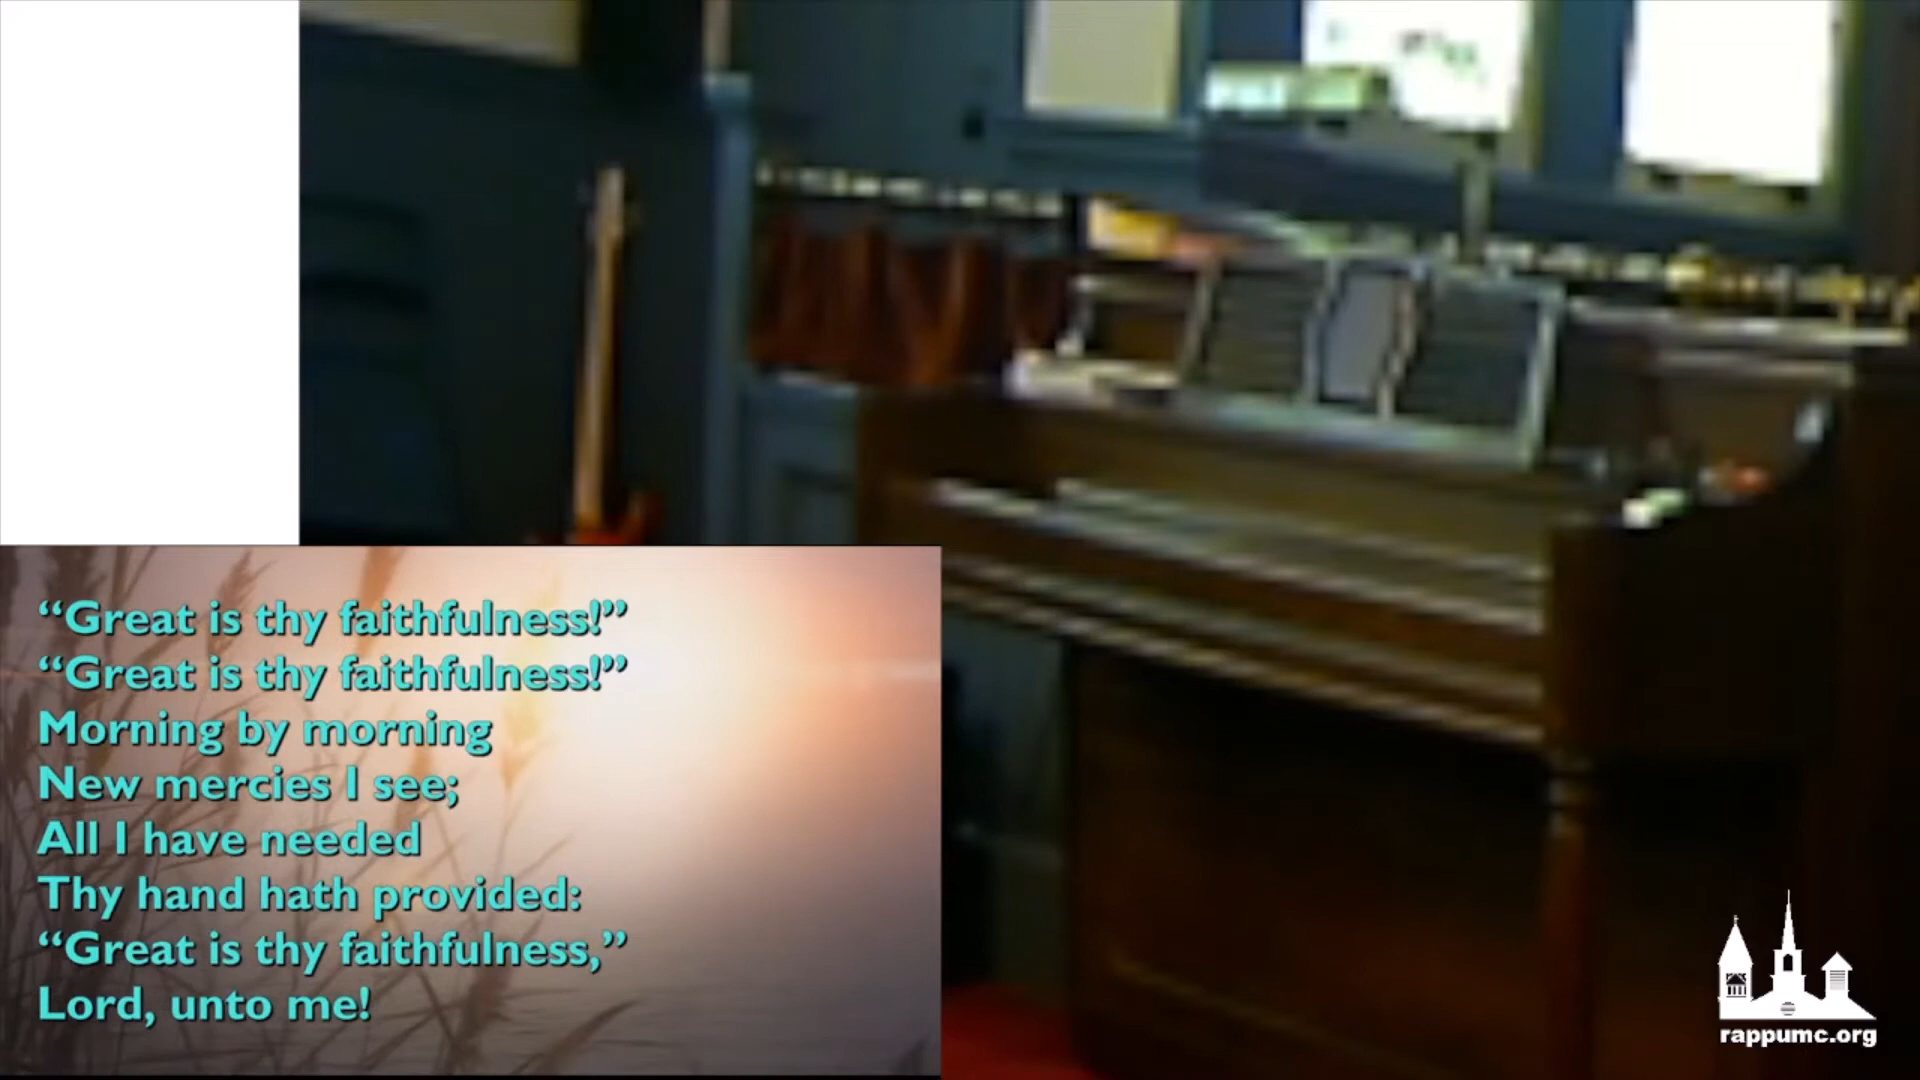 “Great is thy faithfulness!”
“Great is thy faithfulness!”
Morning by morning
New mercies I see;
All I have needed
Thy hand hath provided:
“Great is thy faithfulness,”
Lord, unto me!
rappumc.org